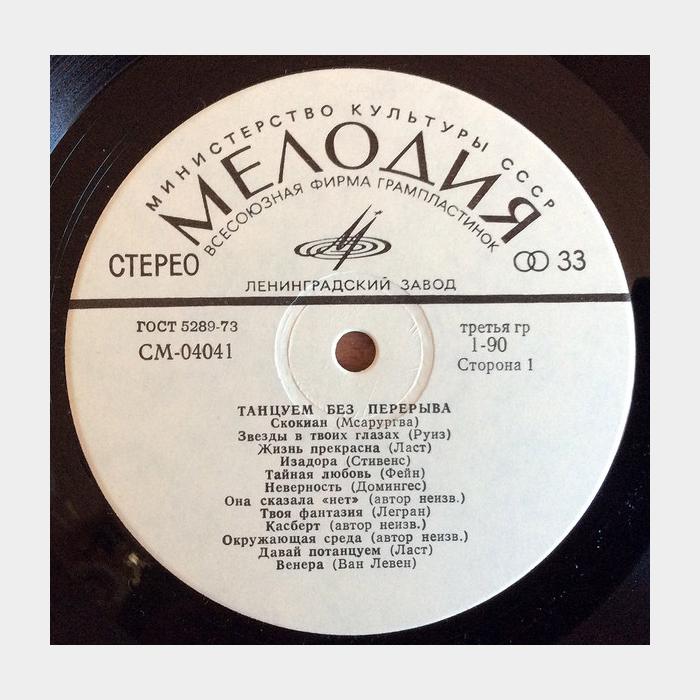 МИНИСТЕРСТВО КУЛЬТУРЫ СССР
МЕЛОДИЯ
ВСЕСОЮЗНАЯ ФИРМА ГРАМПЛАСТИНОК
СТЕРЕО
33
ЛЕНИНГРАДСКИЙ ЗАВОД
ГОСТ 5289-73
СМ-04041
третья гр
1-90
Сторона 1
ТАНЦУЕМ БЕЗ ПЕРЕРЫВА
Скокиан (Мсарургва)
Звезды в твоих глазах (Руиз)
Жизнь прекрасна (Ласт)
Изадора (Стивенс)
Тайная любовь (Фейн)
Неверность (Домингес)
Она сказала «нет» (автор неизв.)
Твоя фантазия (Легран)
Касберт (автор неизв.)
Окружающая среда (автор неизв.)
Давай потанцуем (Ласт)
Венера (Ван Левен)